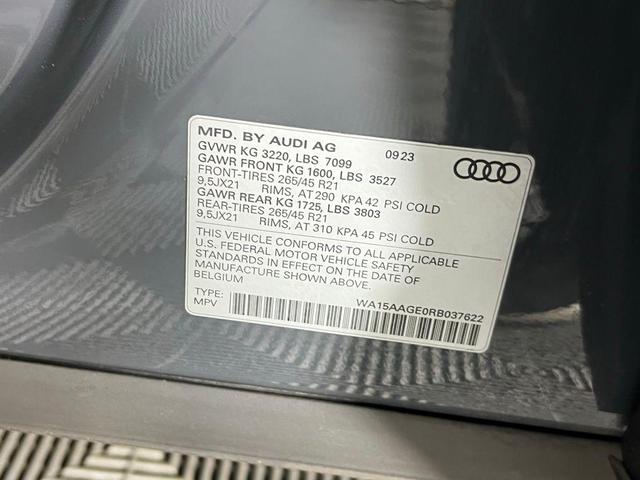 MFD. BY AUDI AG 09 23
GVWR KG 3220, LBS 7099
GAWR FRONT KG 1600, LBS 3527
FRONT-TIRES 265/45 R21
9,5JX21 RIMS, AT 290 KPA 42 PSI COLD
GAWR REAR KG 1725, LBS 3803
REAR-TIRES 265/45 R21
9,5JX21 RIMS, AT 310 KPA 45 PSI COLD
THIS VEHICLE CONFORMS TO ALL APPLICABLE
U.S. FEDERAL MOTOR VEHICLE SAFETY
STANDARDS IN EFFECT ON THE DATE OF
MANUFACTURE SHOWN ABOVE.
BELGIUM
TYPE: WA15AAGE0RB037622
MPV